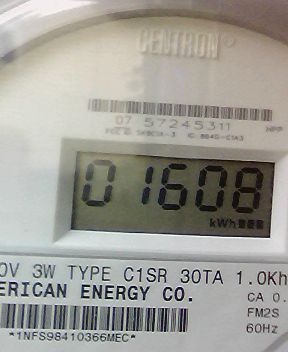 CENTRON®
07 57245311
HPP
01608
kWh
0V 3W TYPE C1SR 30TA 1.0Kh
ERICAN ENERGY CO.
CA 0.
FM2S
60Hz
*1NFS98410366MEC*